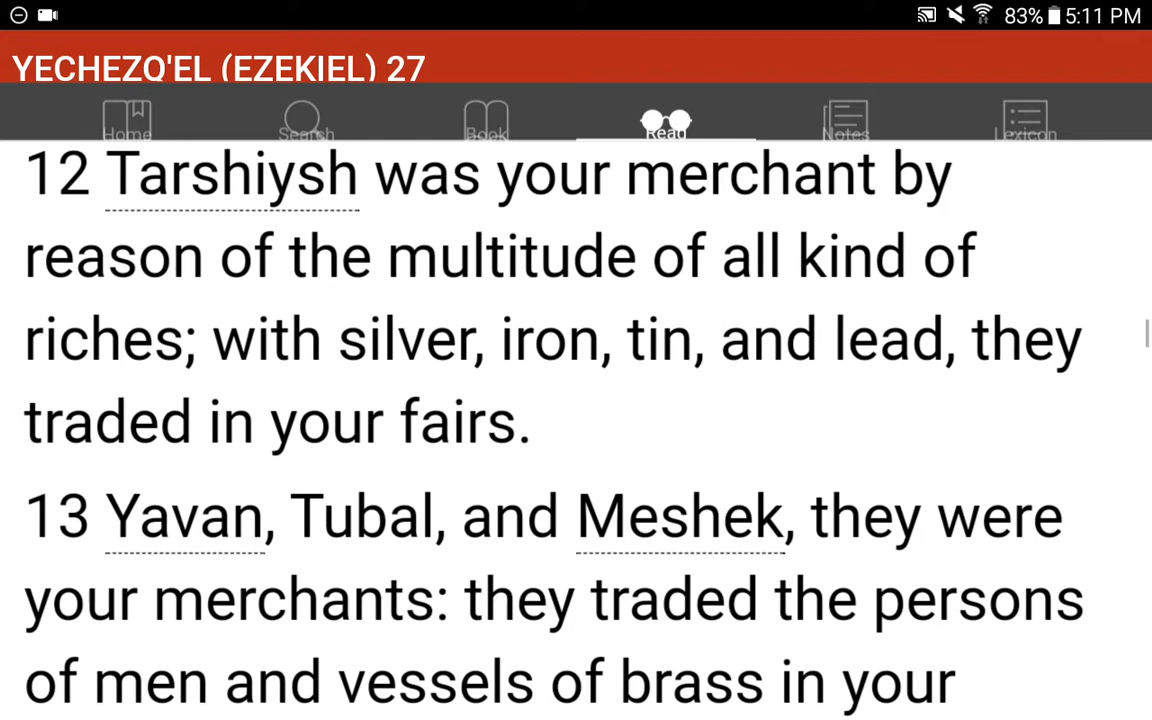 83% 5:11 PM
YECHEZQ'EL (EZEKIEL) 27
Home Search Book Read Notes Lexicon
12 Tarshiysh was your merchant by
reason of the multitude of all kind of
riches; with silver, iron, tin, and lead, they
traded in your fairs.
13 Yavan, Tubal, and Meshek, they were
your merchants: they traded the persons
of men and vessels of brass in your